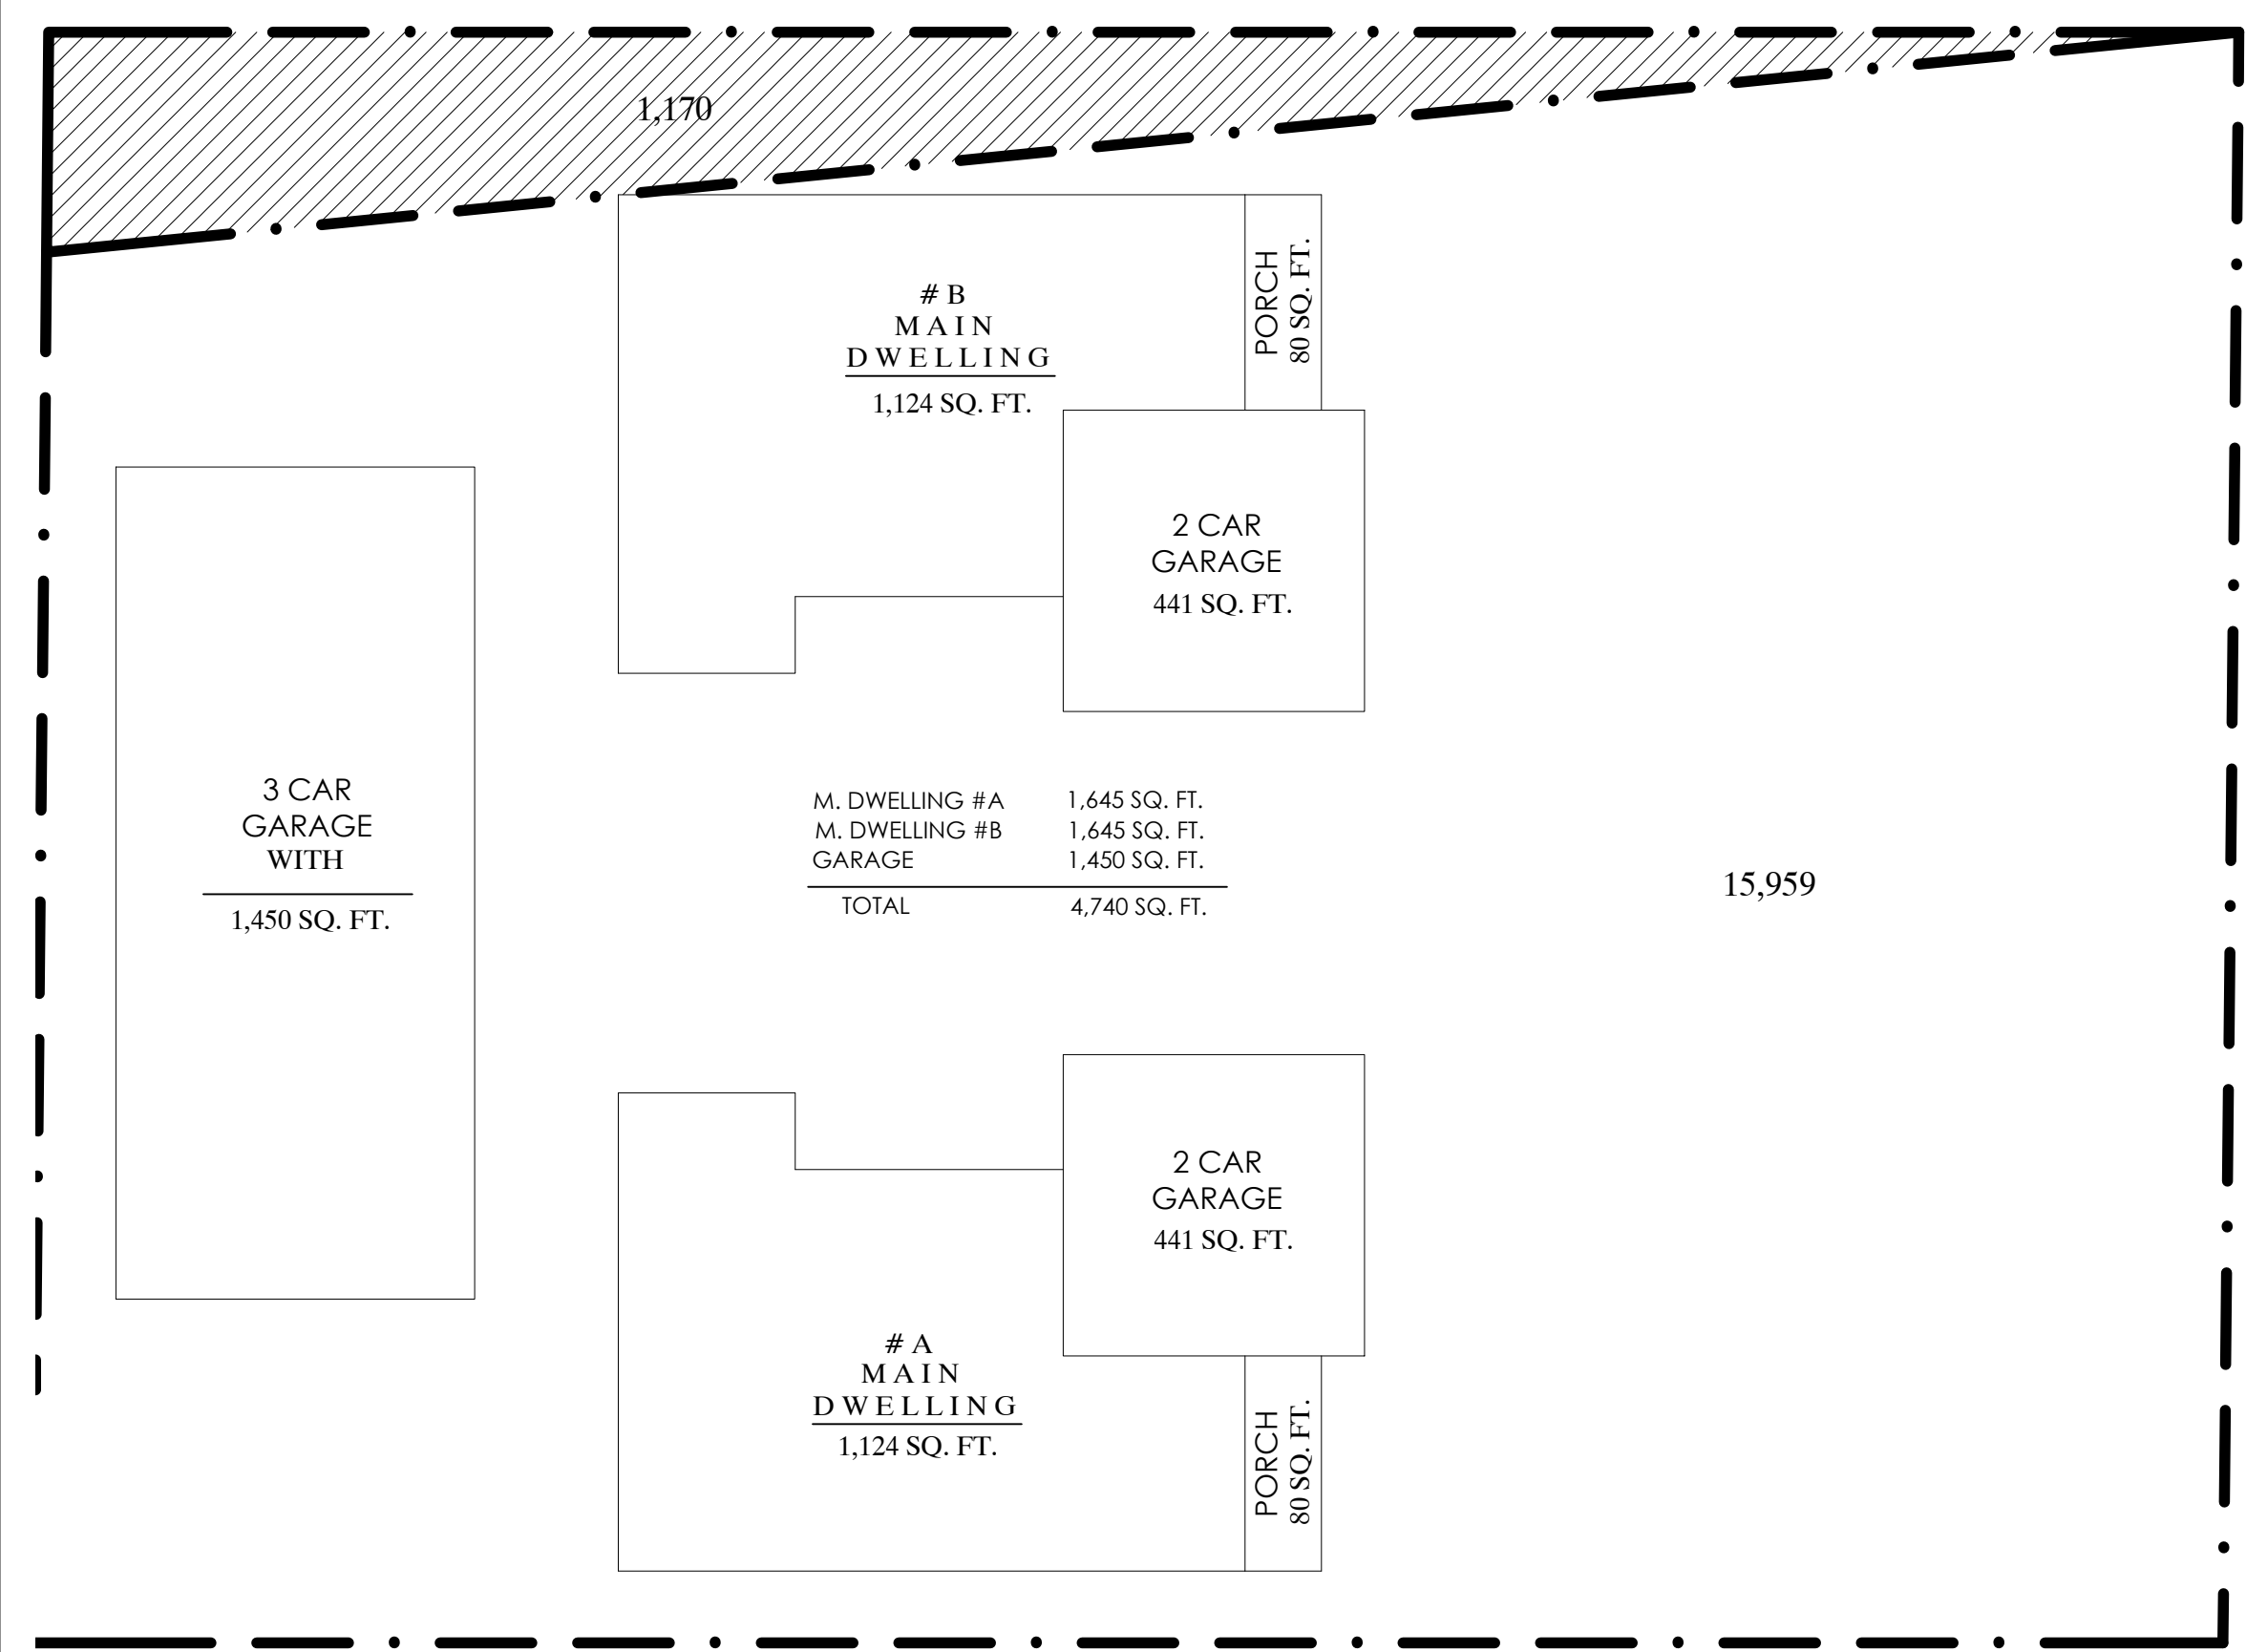 1,170
# B
MAIN
DWELLING
1,124 SQ. FT.
PORCH
80 SQ. FT.
2 CAR
GARAGE
441 SQ. FT.
3 CAR
GARAGE
WITH
1,450 SQ. FT.
M. DWELLING #A 1,645 SQ. FT.
M. DWELLING #B 1,645 SQ. FT.
GARAGE 1,450 SQ. FT.
TOTAL 4,740 SQ. FT.
15,959
2 CAR
GARAGE
441 SQ. FT.
# A
MAIN
DWELLING
1,124 SQ. FT.
PORCH
80 SQ. FT.